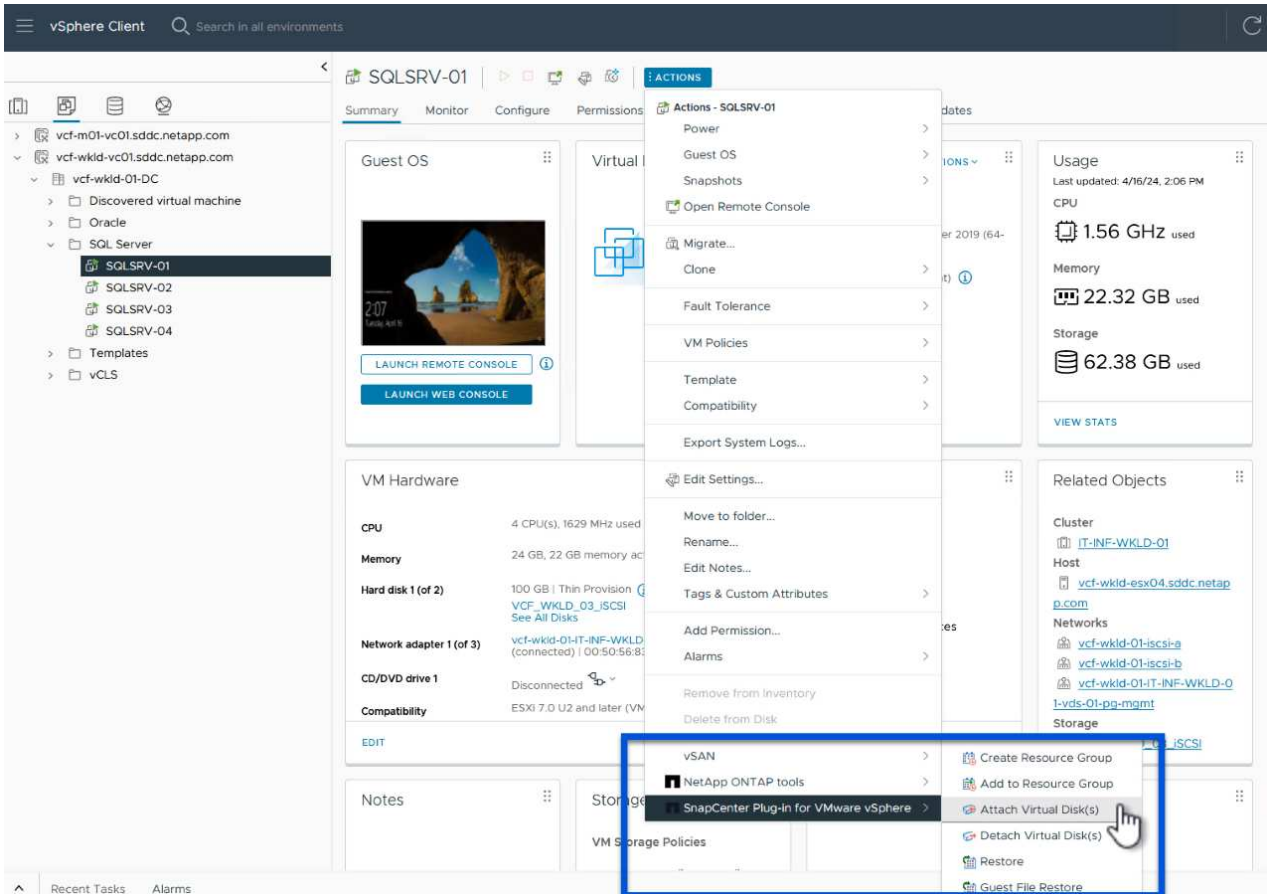 vSphere Client
Search in all environments
SQLSRV-01
ACTIONS
Summary Monitor Configure Permissions
dates
vcf-m01-vc01.sddc.netapp.com
vcf-wkld-vc01.sddc.netapp.com
vcf-wkld-01-DC
Discovered virtual machine
Oracle
SQL Server
SQLSRV-01
SQLSRV-02
SQLSRV-03
SQLSRV-04
Templates
vCLS
Guest OS
2:07
Tuesday, April 16
LAUNCH REMOTE CONSOLE
LAUNCH WEB CONSOLE
Virtual
IONS
er 2019 (64-
t)
Actions - SQLSRV-01
Power
Guest OS
Snapshots
Open Remote Console
Migrate...
Clone
Fault Tolerance
VM Policies
Template
Compatibility
Export System Logs...
Edit Settings...
Move to folder...
Rename...
Edit Notes...
Tags & Custom Attributes
Add Permission...
Alarms
Remove from Inventory
Delete from Disk
vSAN
NetApp ONTAP tools
SnapCenter Plug-in for VMware vSphere
Create Resource Group
Add to Resource Group
Attach Virtual Disk(s)
Detach Virtual Disk(s)
Restore
Guest File Restore
Usage
Last updated: 4/16/24, 2:06 PM
CPU
1.56 GHz used
Memory
22.32 GB used
Storage
62.38 GB used
VIEW STATS
VM Hardware
CPU 4 CPU(s), 1629 MHz used
Memory 24 GB, 22 GB memory ac
Hard disk 1 (of 2) 100 GB | Thin Provision
VCF_WKLD_03_iSCSI
See All Disks
Network adapter 1 (of 3) vcf-wkld-01-IT-INF-WKLD
(connected) | 00:50:56:83
CD/DVD drive 1 Disconnected
Compatibility ESXi 7.0 U2 and later (VM
EDIT
es
Related Objects
Cluster
IT-INF-WKLD-01
Host
vcf-wkld-esx04.sddc.netap
p.com
Networks
vcf-wkld-01-iscsi-a
vcf-wkld-01-iscsi-b
vcf-wkld-01-IT-INF-WKLD-0
1-vds-01-pg-mgmt
Storage
_03_iSCSI
Notes
Storage
VM Storage Policies
Recent Tasks Alarms